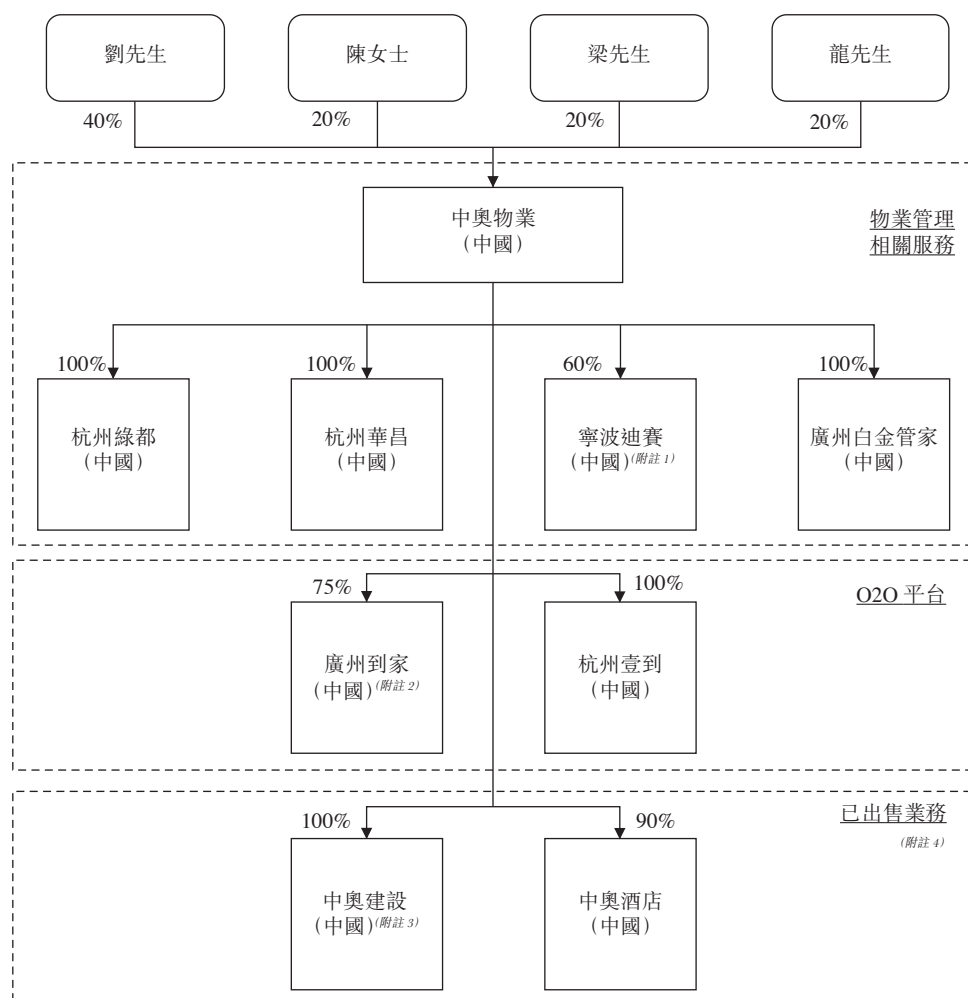 劉先生
陳女士
梁先生
龍先生
40%
20%
20%
20%
中奧物業
(中國)
物業管理
相關服務
100%
100%
60%
100%
杭州綠都
(中國)
杭州華昌
(中國)
寧波迪賽
(中國)(附註 1)
廣州白金管家
(中國)
75%
100%
O2O 平台
廣州到家
(中國)(附註 2)
杭州壹到
(中國)
100%
90%
已出售業務
(附註 4)
中奧建設
(中國)(附註 3)
中奧酒店
(中國)